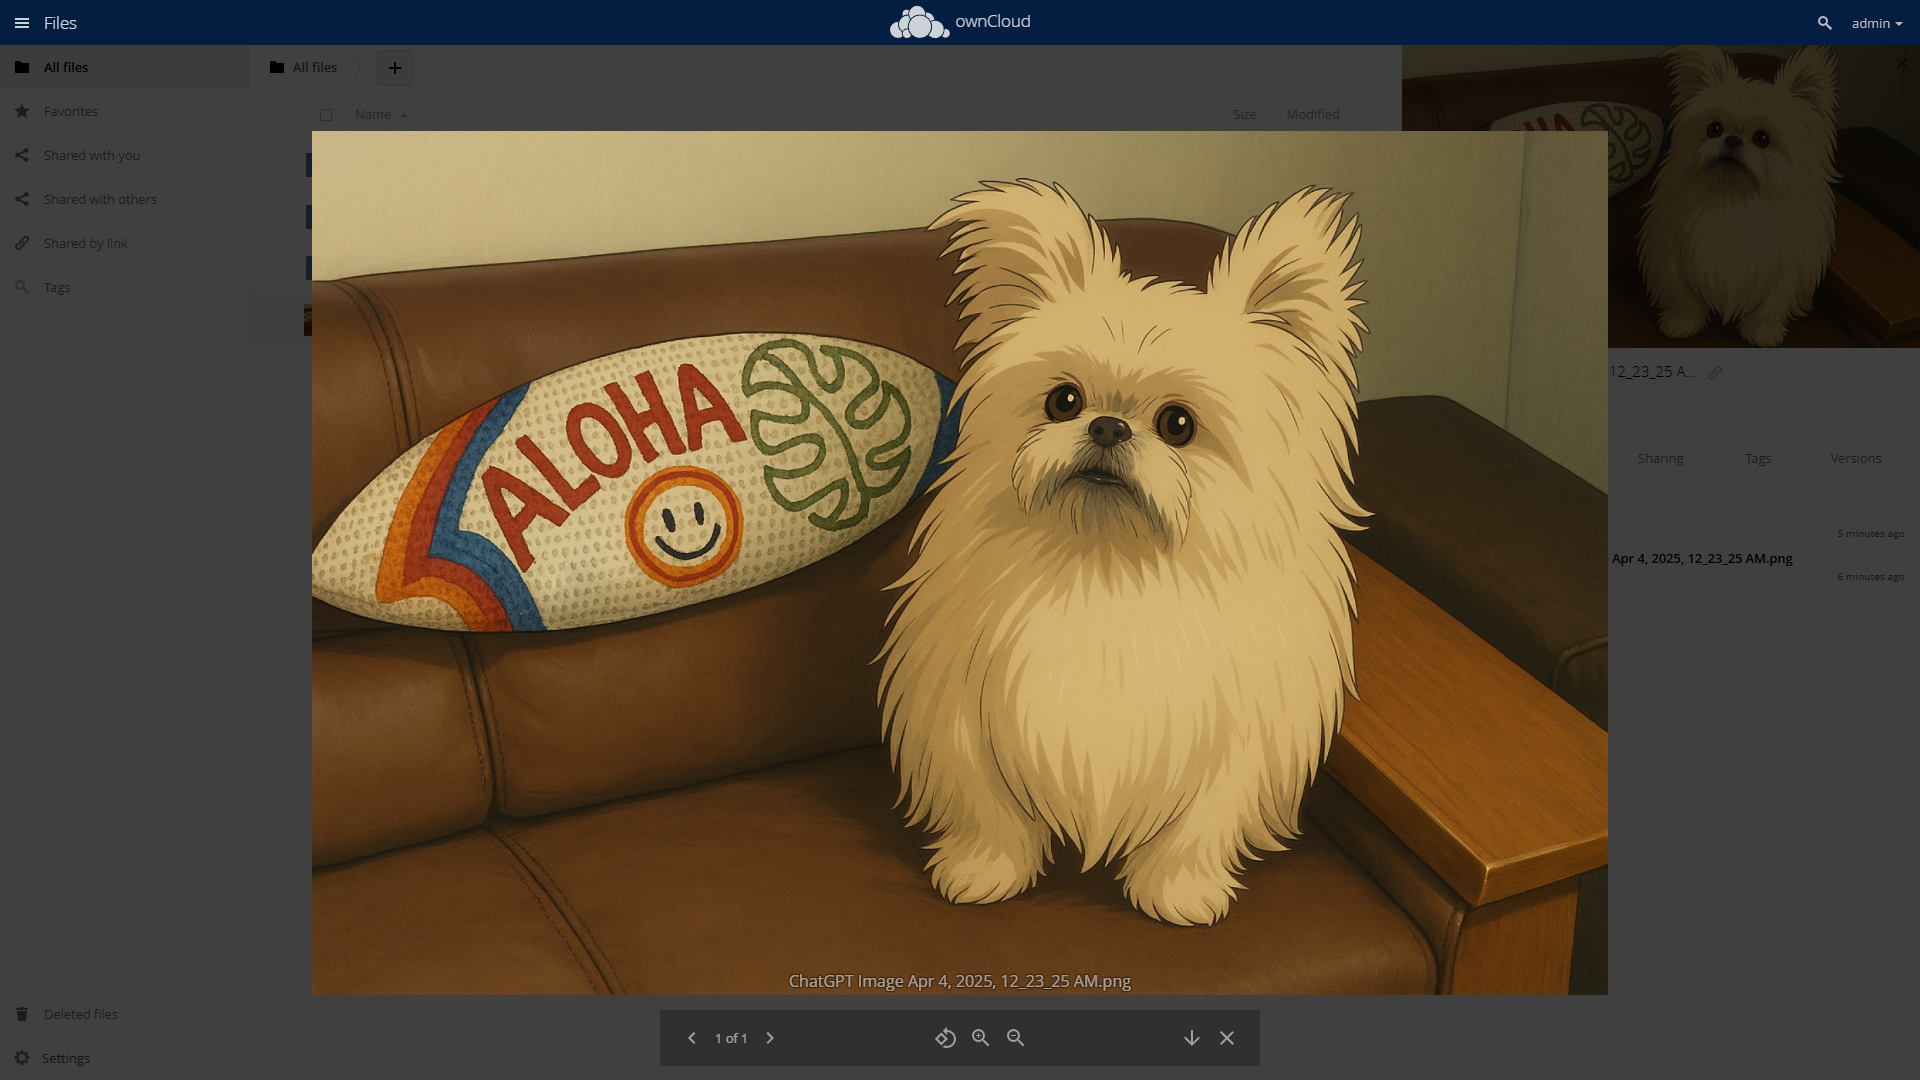 Files
ownCloud
admin
All files
All files
+
Favorites
Name
Size
Modified
Shared with you
Shared with others
Shared by link
Tags
ALOHA
12_23_25 A...
Sharing
Tags
Versions
5 minutes ago
Apr 4, 2025, 12_23_25 AM.png
6 minutes ago
ChatGPT Image Apr 4, 2025, 12_23_25 AM.png
Deleted files
1 of 1
Settings